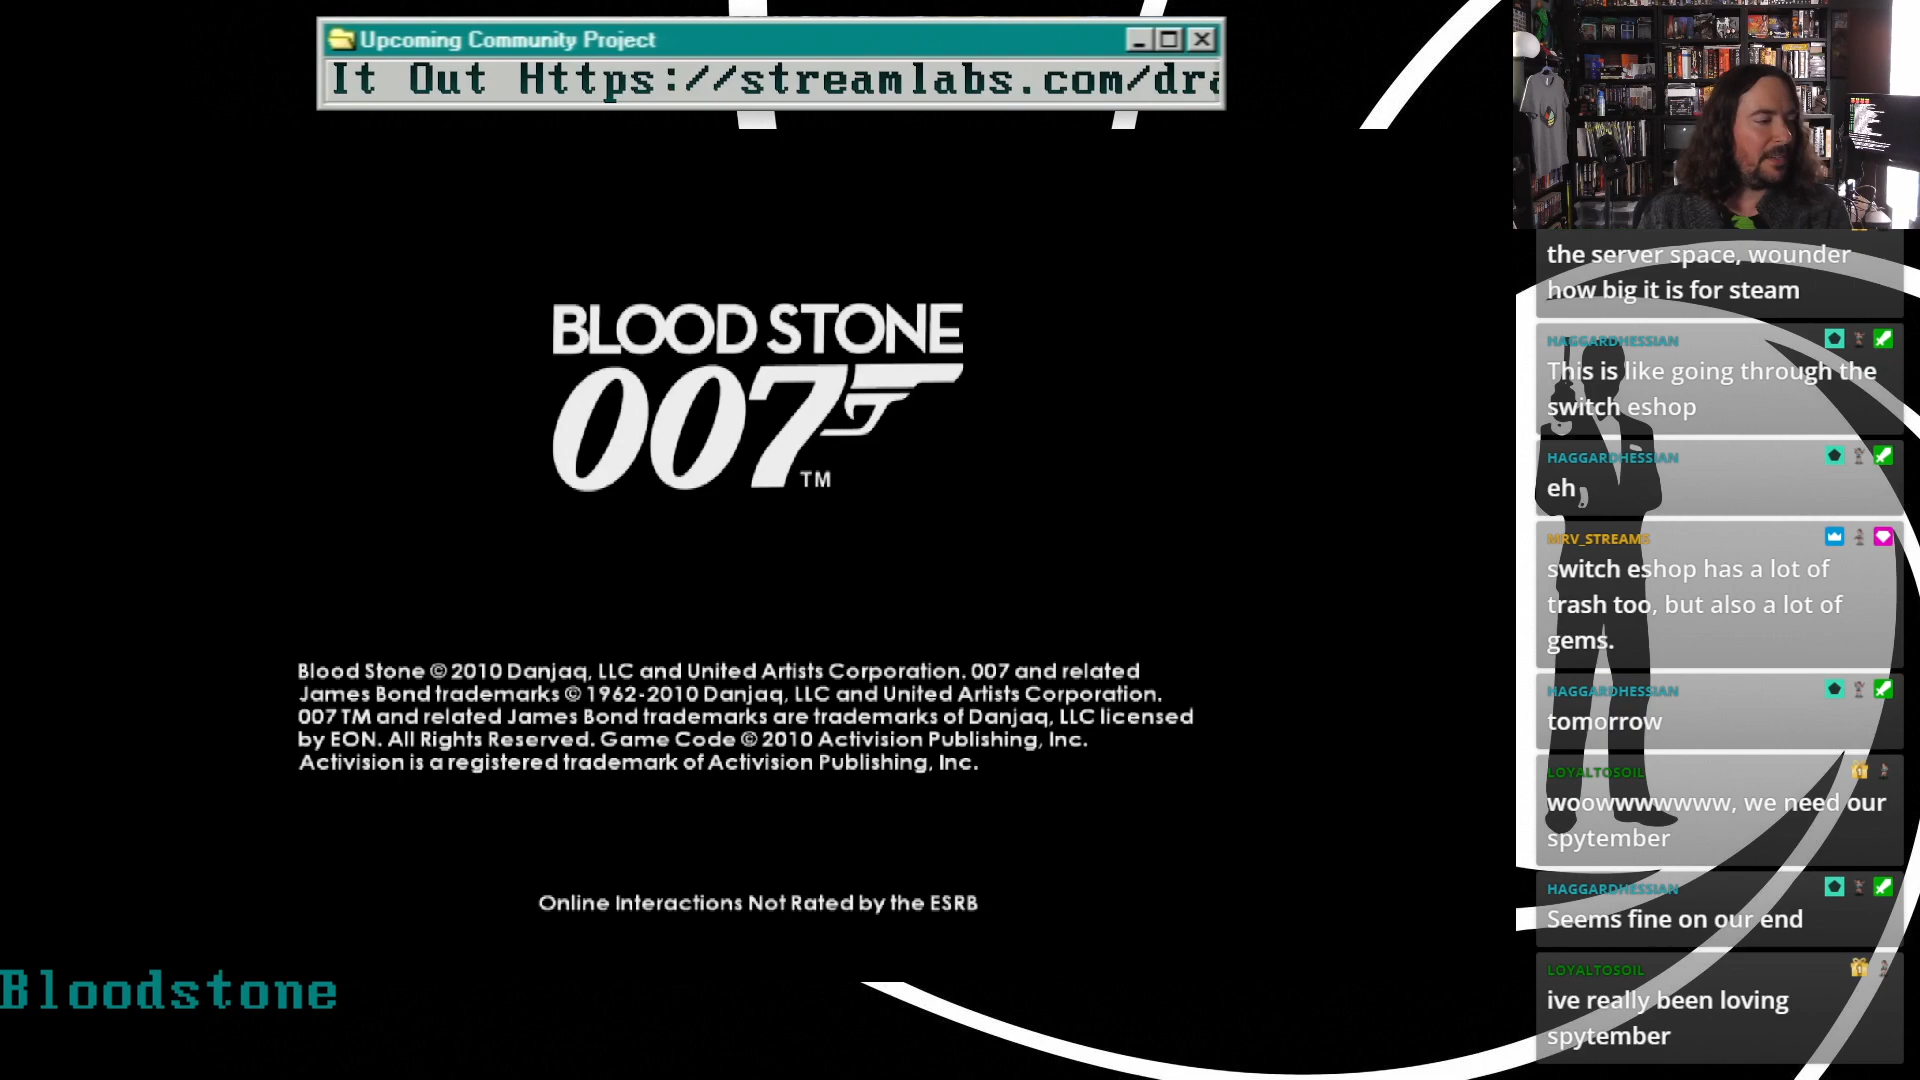 Upcoming Community Project
It Out Https://streamlabs.com/dra
BLOOD STONE
007
TM
Blood Stone © 2010 Danjaq, LLC and United Artists Corporation. 007 and related
James Bond trademarks © 1962-2010 Danjaq, LLC and United Artists Corporation.
007 TM and related James Bond trademarks are trademarks of Danjaq, LLC licensed
by EON. All Rights Reserved. Game Code © 2010 Activision Publishing, Inc.
Activision is a registered trademark of Activision Publishing, Inc.
Online Interactions Not Rated by the ESRB
Bloodstone
the server space, wounder
how big it is for steam
HAGGARDHESSIAN
This is like going through the
switch eshop
HAGGARDHESSIAN
eh
MRV_STREAMS
switch eshop has a lot of
trash too, but also a lot of
gems.
HAGGARDHESSIAN
tomorrow
LOYALTOSOIL
woowwwwwww, we need our
spytember
HAGGARDHESSIAN
Seems fine on our end
LOYALTOSOIL
ive really been loving
spytember